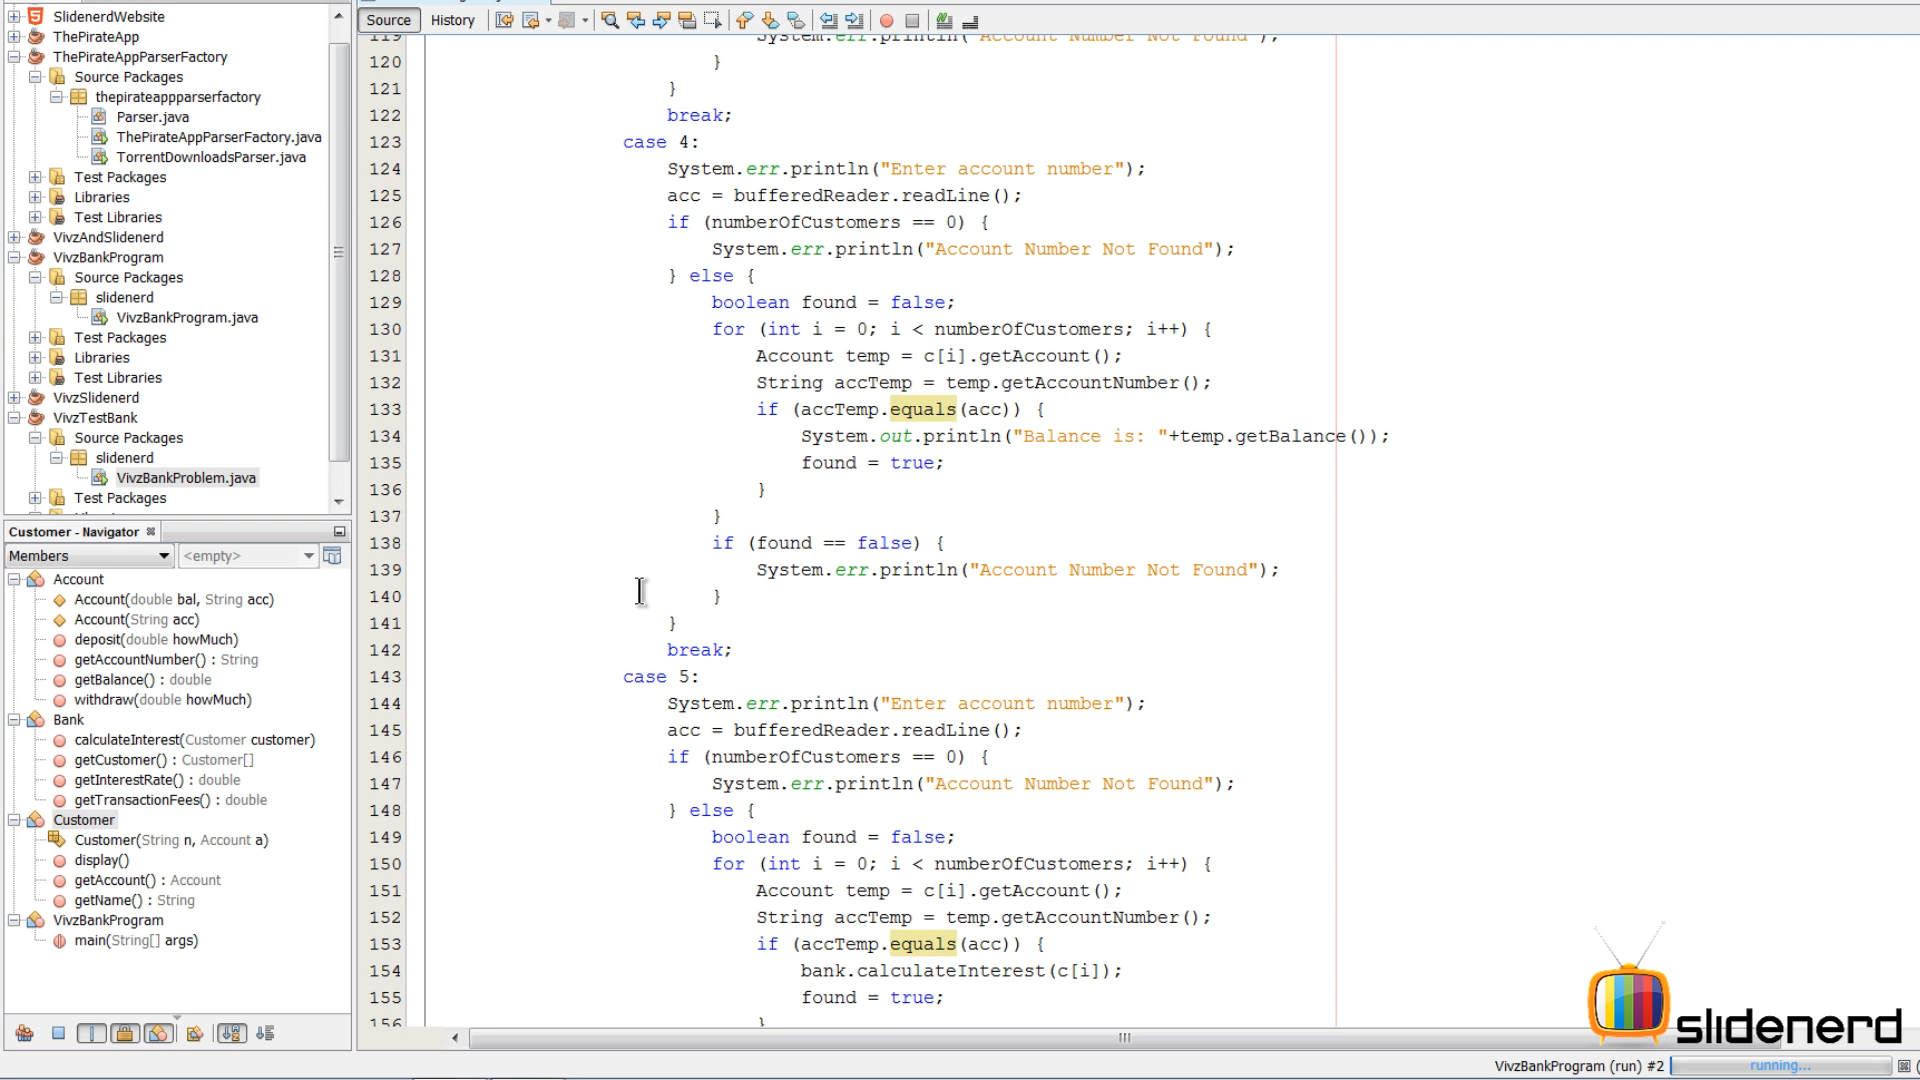 SlidenerdWebsite
ThePirateApp
ThePirateAppParserFactory
Source Packages
thepirateappparserfactory
Parser.java
ThePirateAppParserFactory.java
TorrentDownloadsParser.java
Test Packages
Libraries
Test Libraries
VivzAndSlidenerd
VivzBankProgram
Source Packages
slidenerd
VivzBankProgram.java
Test Packages
Libraries
Test Libraries
VivzSlidenerd
VivzTestBank
Source Packages
slidenerd
VivzBankProblem.java
Test Packages
Customer - Navigator
Members <empty>
Account
Account(double bal, String acc)
Account(String acc)
deposit(double howMuch)
getAccountNumber() : String
getBalance() : double
withdraw(double howMuch)
Bank
calculateInterest(Customer customer)
getCustomer() : Customer[]
getInterestRate() : double
getTransactionFees() : double
Customer
Customer(String n, Account a)
display()
getAccount() : Account
getName() : String
VivzBankProgram
main(String[] args)
Source History
119 System.err.println("Account Number Not Found");
120 }
121 }
122 break;
123 case 4:
124 System.err.println("Enter account number");
125 acc = bufferedReader.readLine();
126 if (numberOfCustomers == 0) {
127 System.err.println("Account Number Not Found");
128 } else {
129 boolean found = false;
130 for (int i = 0; i < numberOfCustomers; i++) {
131 Account temp = c[i].getAccount();
132 String accTemp = temp.getAccountNumber();
133 if (accTemp.equals(acc)) {
134 System.out.println("Balance is: "+temp.getBalance());
135 found = true;
136 }
137 }
138 if (found == false) {
139 System.err.println("Account Number Not Found");
140 }
141 }
142 break;
143 case 5:
144 System.err.println("Enter account number");
145 acc = bufferedReader.readLine();
146 if (numberOfCustomers == 0) {
147 System.err.println("Account Number Not Found");
148 } else {
149 boolean found = false;
150 for (int i = 0; i < numberOfCustomers; i++) {
151 Account temp = c[i].getAccount();
152 String accTemp = temp.getAccountNumber();
153 if (accTemp.equals(acc)) {
154 bank.calculateInterest(c[i]);
155 found = true;
156 }
slidenerd
VivzBankProgram (run) #2 running...